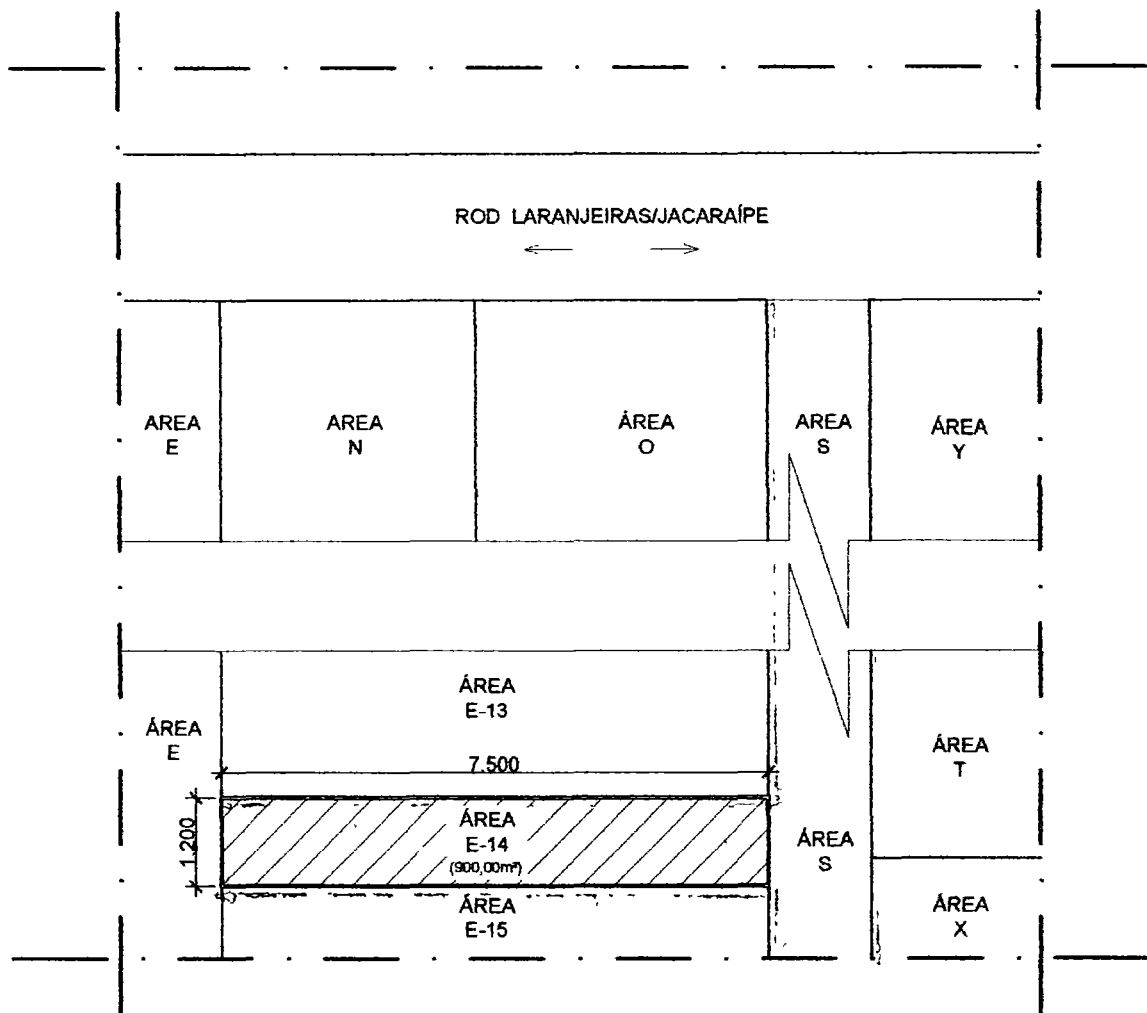 ROD LARANJEIRAS/JACARAÍPE
AREA
E
AREA
N
ÁREA
O
AREA
S
ÁREA
Y
ÁREA
E-13
ÁREA
E
7.500
ÁREA
T
1.200
ÁREA
E-14
(900,00m²)
ÁREA
S
ÁREA
E-15
ÁREA
X